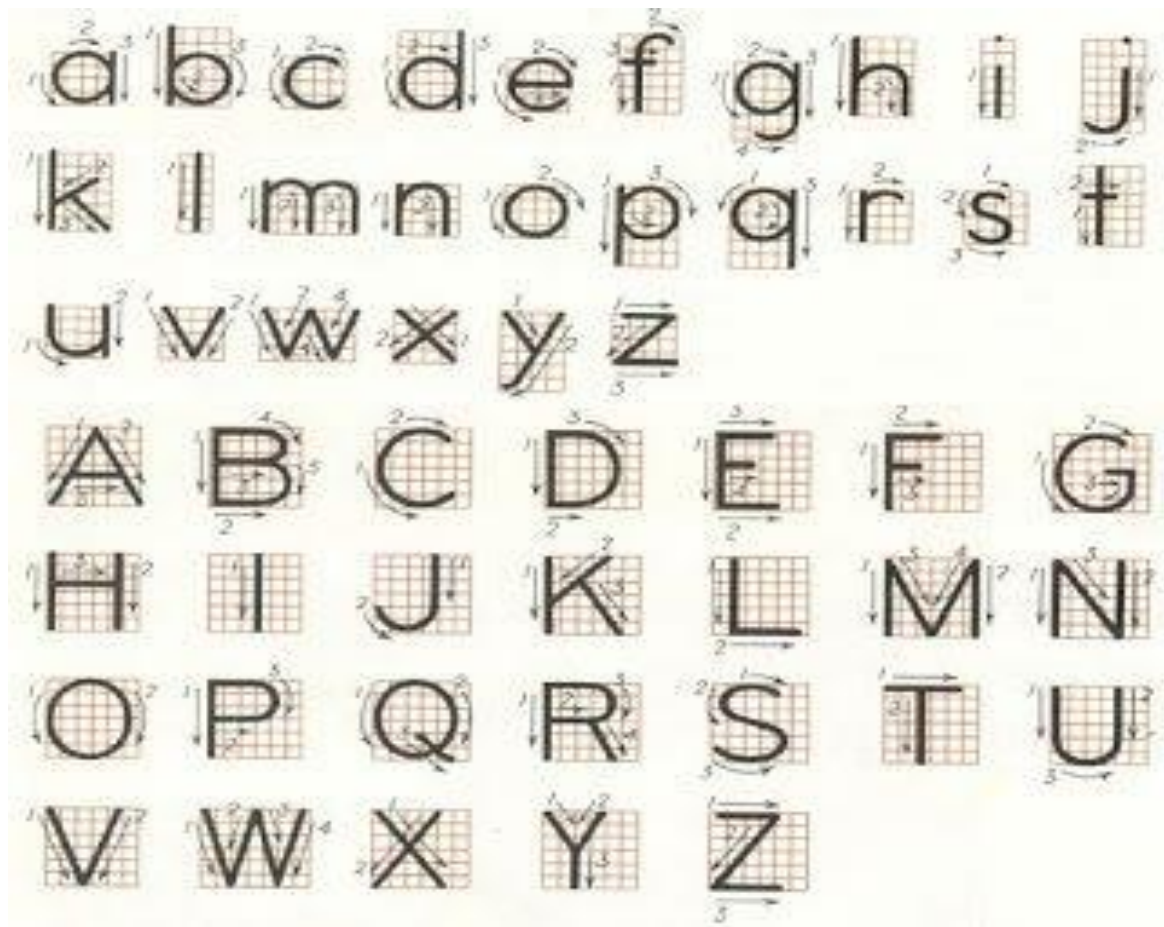 a b c d e f g h i j
k l m n o p q r s t
u v w x y z
A B C D E F G
H I J K L M N
O P Q R S T U
V W X Y Z